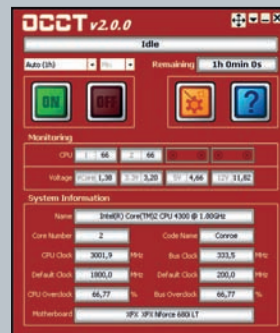 OCCT v2.0.0
Idle
Auto (1h) Remaining 1h 0min 0s
ON OFF ?
Monitoring
CPU 1 66 2 66
Voltage VCore 1,38 3.3V 3,20 5V 4,66 12V 11,82
System Information
Name Intel(R) Core(TM)2 CPU 4300 @ 1.80GHz
Core Number 2 Code Name Conroe
CPU Clock 3001,9 MHz Bus Clock 333,5 MHz
Default Clock 1800,0 MHz Default Clock 200,0 MHz
CPU Overclock 66,77 % Bus Overclock 66,77 %
Motherboard XFX XFX Nforce 680i LT